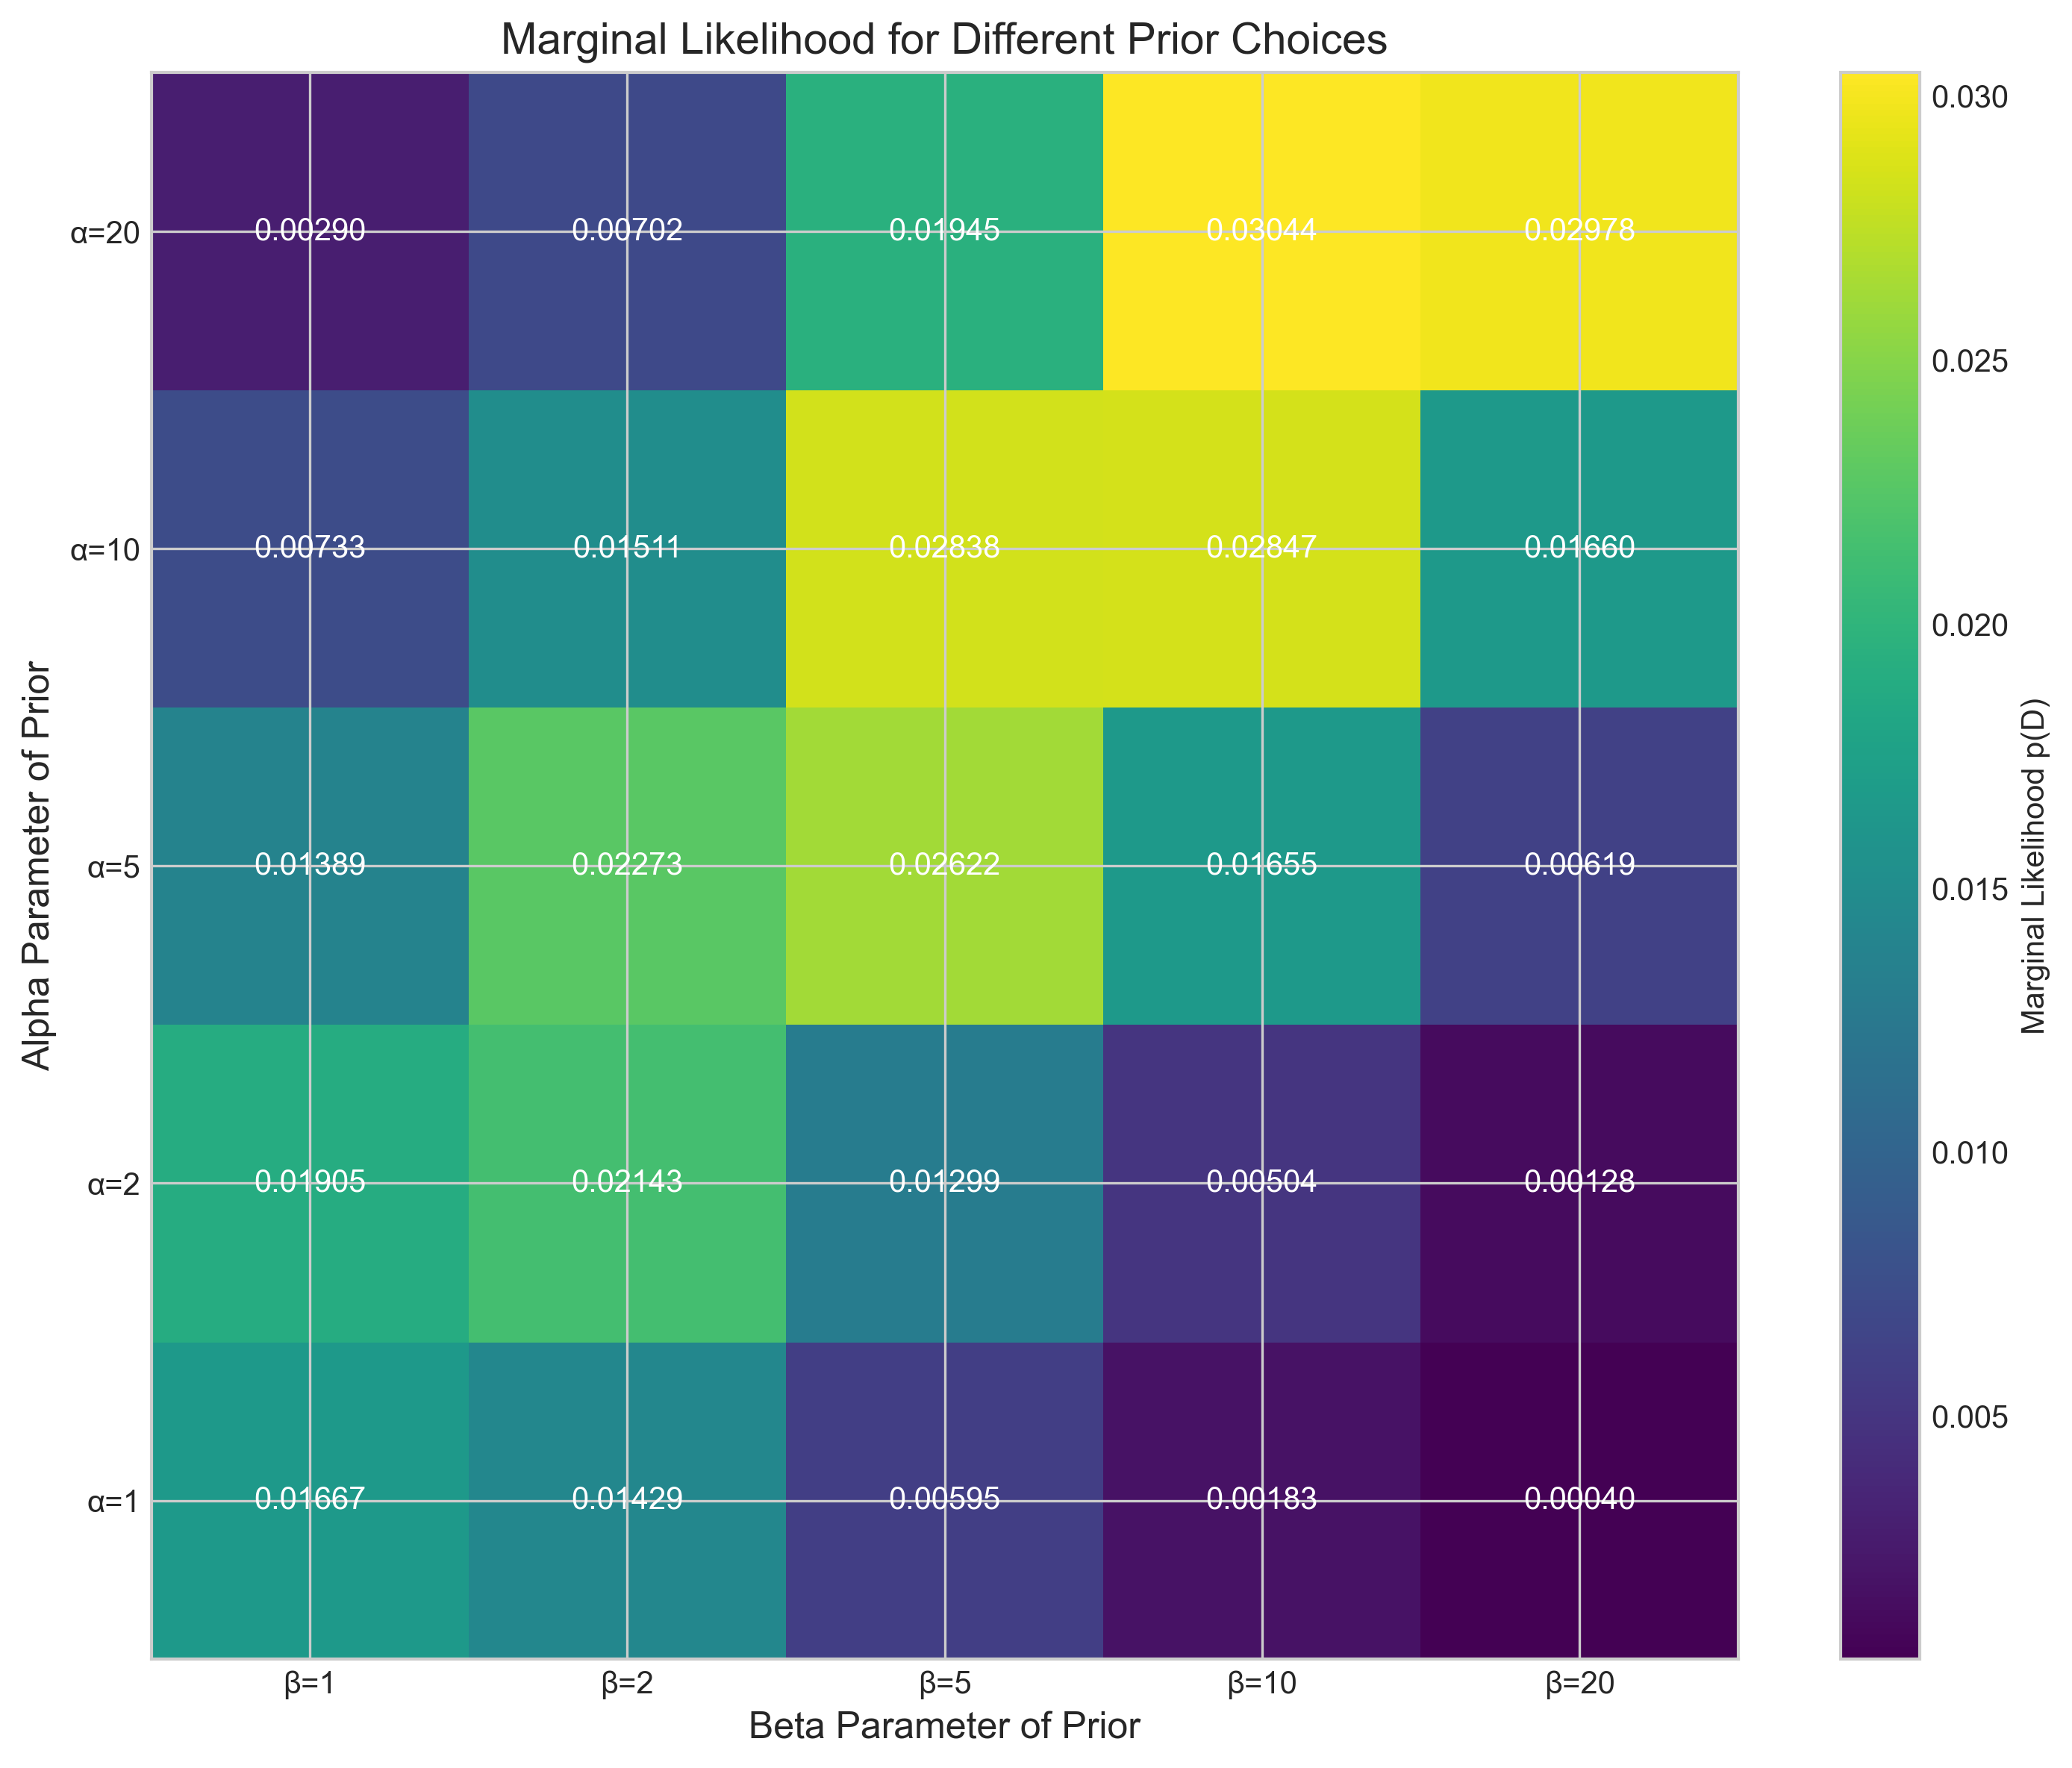 Marginal Likelihood for Different Prior Choices
α=20 0.00290 0.00702 0.01945 0.03044 0.02978
α=10 0.00733 0.01511 0.02838 0.02847 0.01660
α=5 0.01389 0.02273 0.02622 0.01655 0.00619
α=2 0.01905 0.02143 0.01299 0.00504 0.00128
α=1 0.01667 0.01429 0.00595 0.00183 0.00040
β=1 β=2 β=5 β=10 β=20
Beta Parameter of Prior
Alpha Parameter of Prior
0.030
0.025
0.020
0.015
0.010
0.005
Marginal Likelihood p(D)